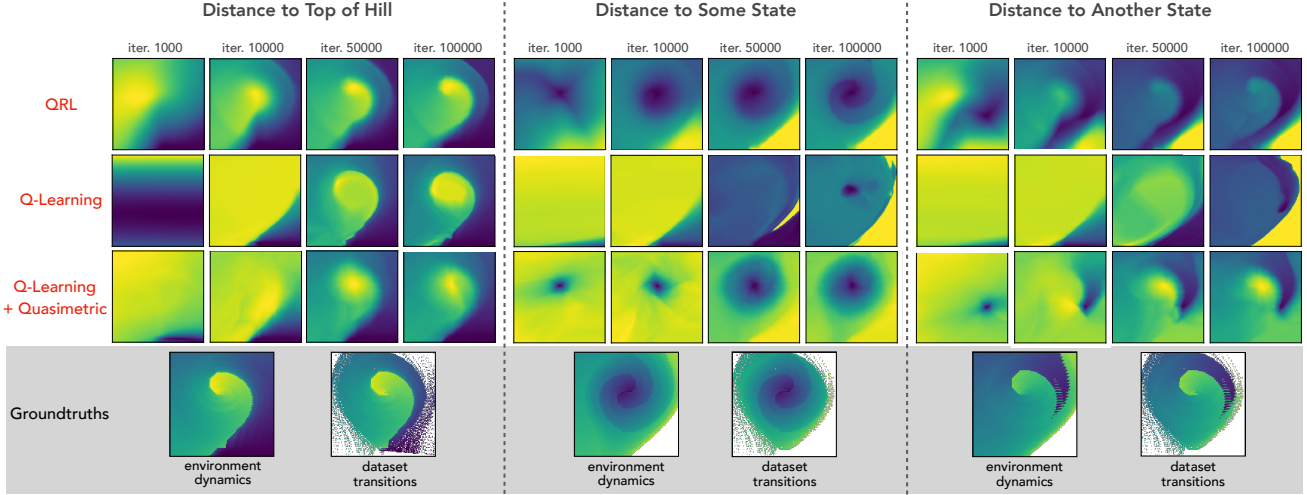 Distance to Top of Hill
Distance to Some State
Distance to Another State
iter. 1000 iter. 10000 iter. 50000 iter. 100000
iter. 1000 iter. 10000 iter. 50000 iter. 100000
iter. 1000 iter. 10000 iter. 50000 iter. 100000
QRL
Q-Learning
Q-Learning
+ Quasimetric
Groundtruths
environment
dynamics
dataset
transitions
environment
dynamics
dataset
transitions
environment
dynamics
dataset
transitions